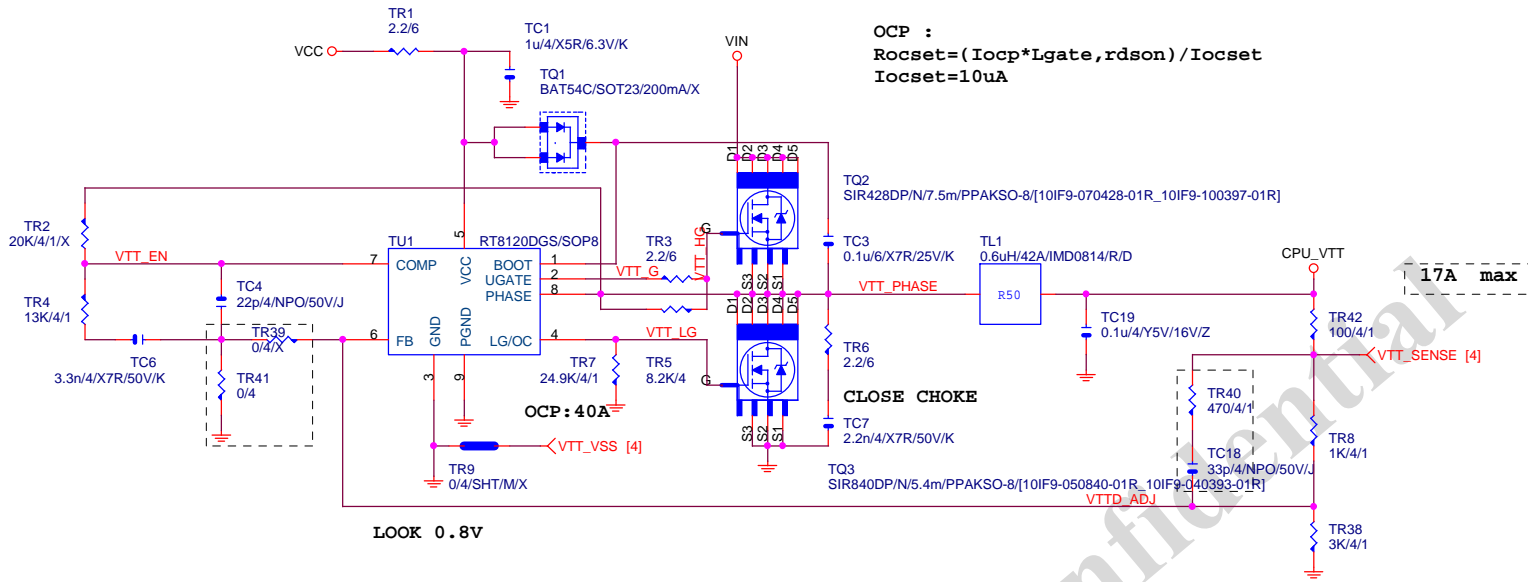 TR1
2.2/6
VCC
TC1
1u/4/X5R/6.3V/K
TQ1
BAT54C/SOT23/200mA/X
VIN
OCP :
Rocset=(Iocp*Lgate,rdson)/Iocset
Iocset=10uA
D1 D2 D3 D4 D5
TQ2
SIR428DP/N/7.5m/PPAKSO-8/[10IF9-070428-01R_10IF9-100397-01R]
G
S3 S2 S1
TR2
20K/4/1/X
VTT_EN
TU1
RT8120DGS/SOP8
5
7
COMP
VCC
BOOT
1
UGATE
2
PHASE
8
6
FB
GND
PGND
LG/OC
4
3
9
TR3
2.2/6
VTT_G
VTT_HG
TC3
0.1u/6/X7R/25V/K
TL1
0.6uH/42A/IMD0814/R/D
R50
VTT_PHASE
CPU_VTT
17A max
TR4
13K/4/1
TC4
22p/4/NPO/50V/J
TC6
3.3n/4/X7R/50V/K
TR39
0/4/X
TR41
0/4
VTT_LG
TR7
24.9K/4/1
TR5
8.2K/4
OCP:40A
D1 D2 D3 D4 D5
G
S3 S2 S1
TR6
2.2/6
CLOSE CHOKE
TC7
2.2n/4/X7R/50V/K
TQ3
SIR840DP/N/5.4m/PPAKSO-8/[10IF9-050840-01R_10IF9-040393-01R]
TC19
0.1u/4/Y5V/16V/Z
TR42
100/4/1
VTT_SENSE [4]
TR40
470/4/1
TC18
33p/4/NPO/50V/J
TR8
1K/4/1
VTTD_ADJ
TR38
3K/4/1
VTT_VSS [4]
TR9
0/4/SHT/M/X
LOOK 0.8V
nfidential